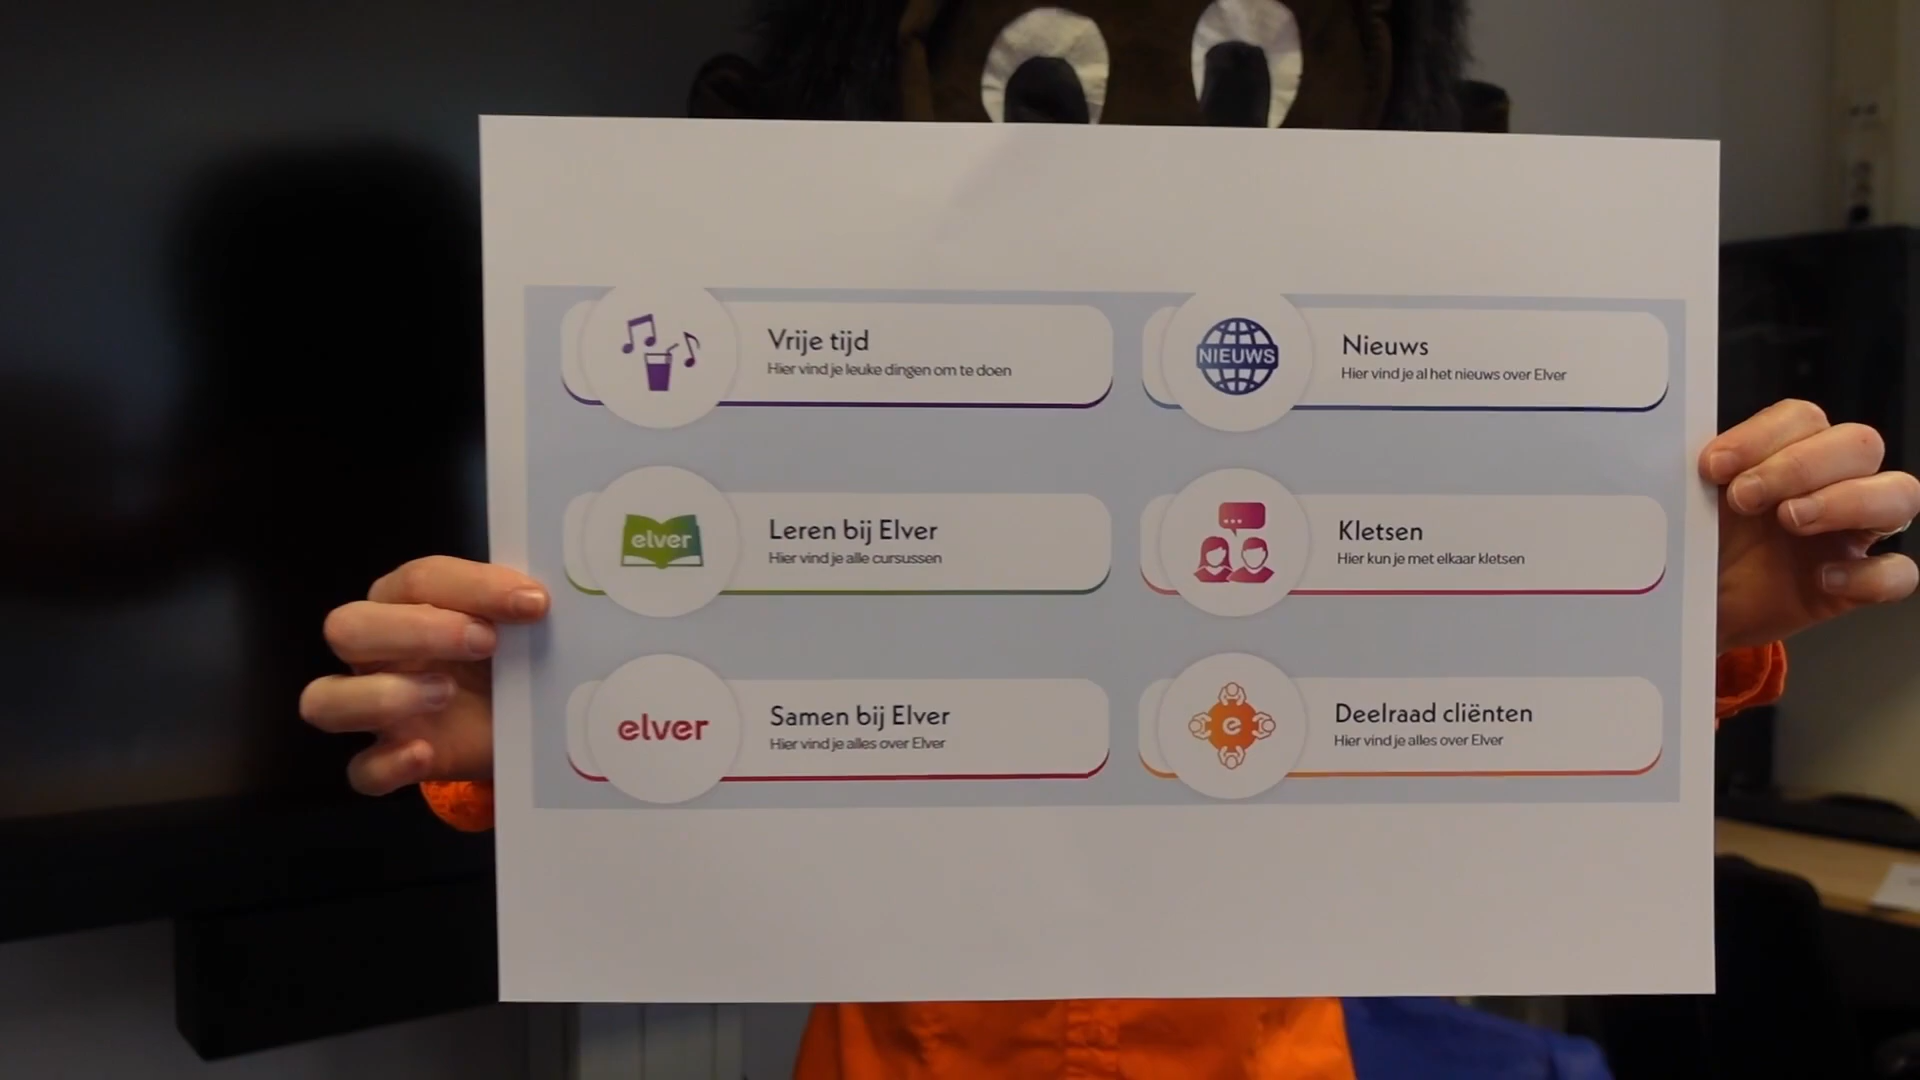 Vrije tijd
Hier vind je leuke dingen om te doen
NIEUWS
Nieuws
Hier vind je al het nieuws over Elver
elver
Leren bij Elver
Hier vind je alle cursussen
Kletsen
Hier kun je met elkaar kletsen
elver
Samen bij Elver
Hier vind je alles over Elver
e
Deelraad cliënten
Hier vind je alles over Elver